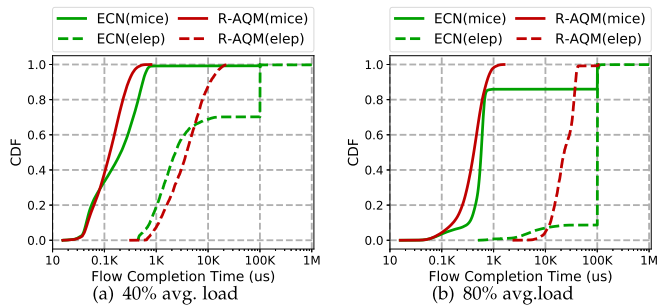 ECN(mice) R-AQM(mice)
ECN(elep) R-AQM(elep)
1.0
0.8
0.6
0.4
0.2
0.0
CDF
10 0.1K 1K 10K 100K 1M
Flow Completion Time (us)
(a) 40% avg. load
ECN(mice) R-AQM(mice)
ECN(elep) R-AQM(elep)
1.0
0.8
0.6
0.4
0.2
0.0
CDF
10 0.1K 1K 10K 100K 1M
Flow Completion Time (us)
(b) 80% avg.load